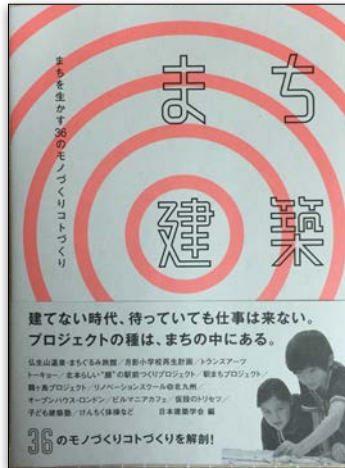 まちを生かす36のモノづくりコトづくり
まち
建築
建てない時代、待っていても仕事は来ない。
プロジェクトの種は、まちの中にある。
仏生山温泉・まちぐるみ旅館／月影小学校再生計画／トランスアーツ
トーキョー／北本らしい“顔”の駅前つくりプロジェクト／駅まちプロジェクト／
鶴ヶ島プロジェクト／リノベーションスクール@北九州／
オープンハウス・ロンドン／ビルマニアカフェ／仮設のトリセツ／
子ども建築塾／けんちく体操など 日本建築学会 編
36のモノづくりコトづくりを解剖！